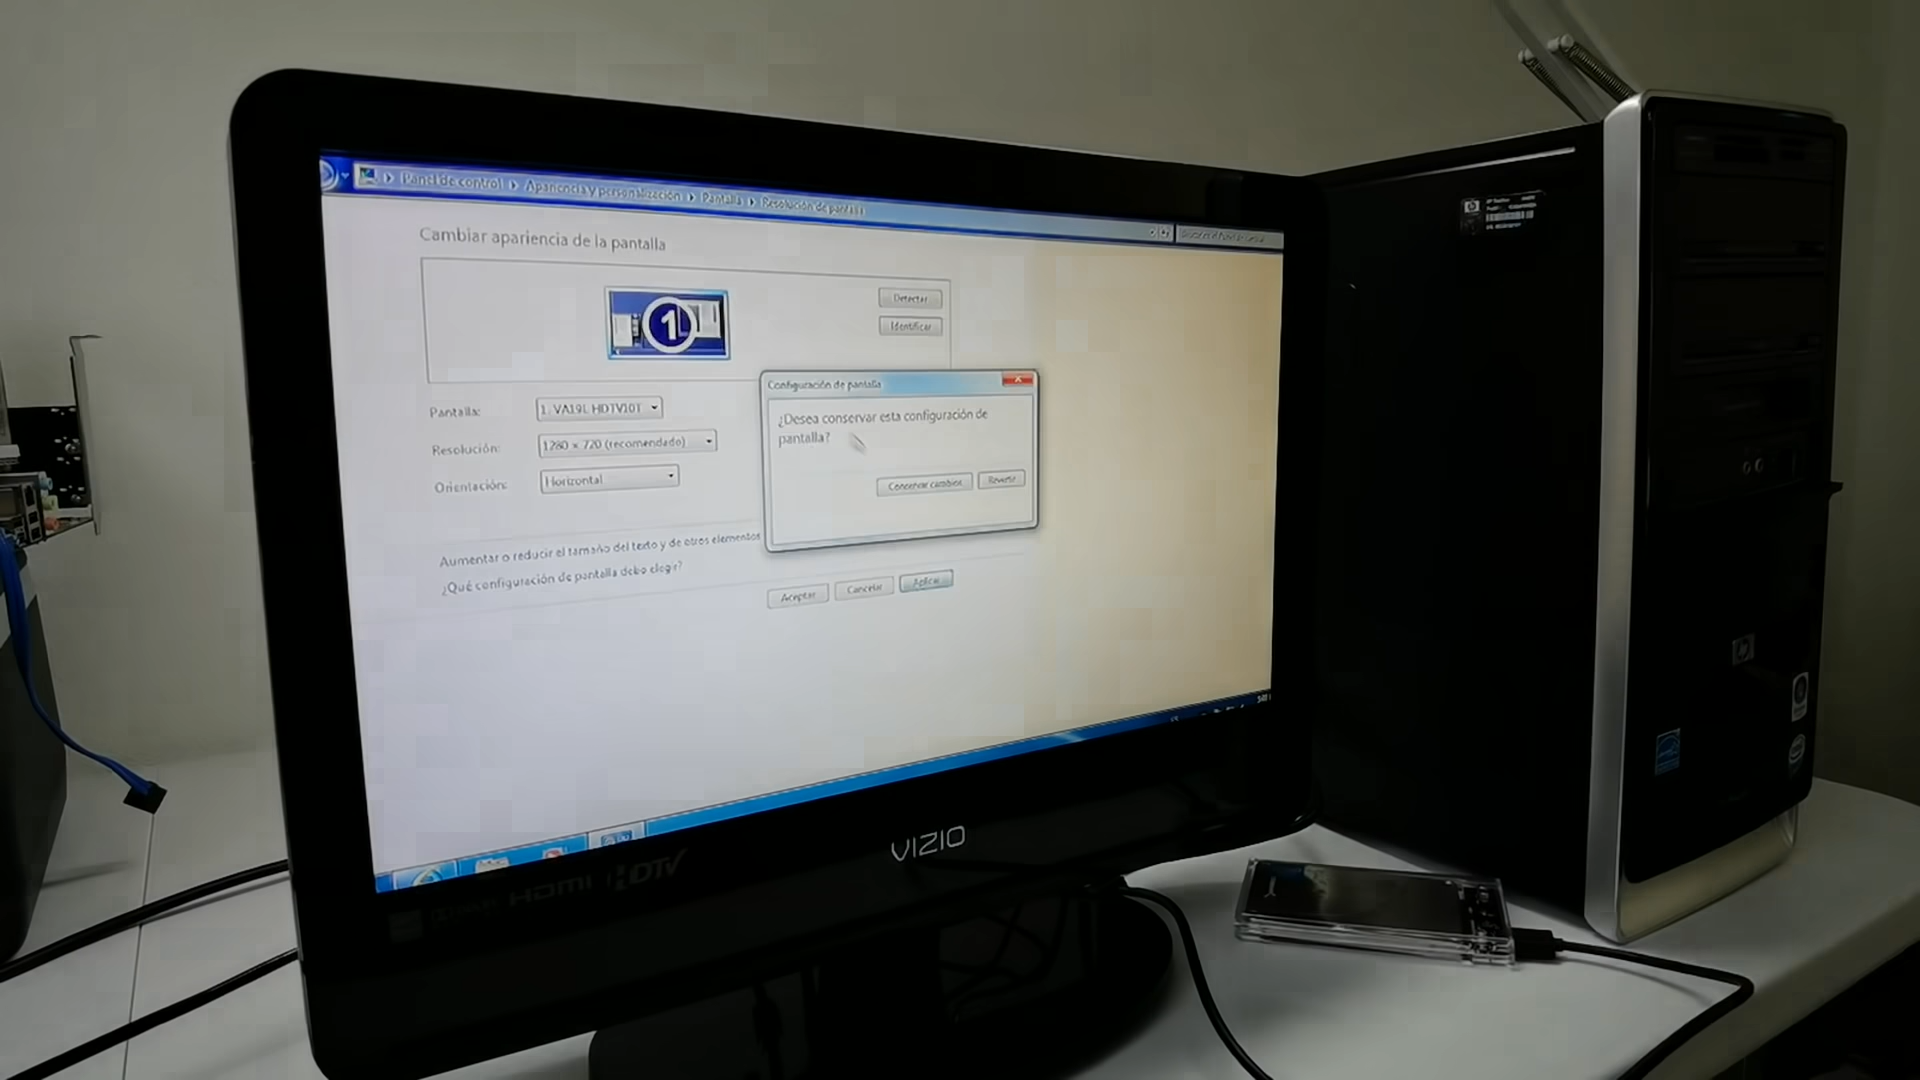 Panel de control Apariencia y personalización Pantalla Resolución de pantalla
Cambiar apariencia de la pantalla
1
Detectar
Identificar
Pantalla:
1. VA19L HDTV10T
Resolución:
1280 × 720 (recomendado)
Orientación:
Horizontal
Configuración de pantalla
¿Desea conservar esta configuración de
pantalla?
Conservar cambios
Revertir
Aumentar o reducir el tamaño del texto y de otros elementos
¿Qué configuración de pantalla debo elegir?
Aceptar
Cancelar
Aplicar
VIZIO
HDMI
HDTV
hp